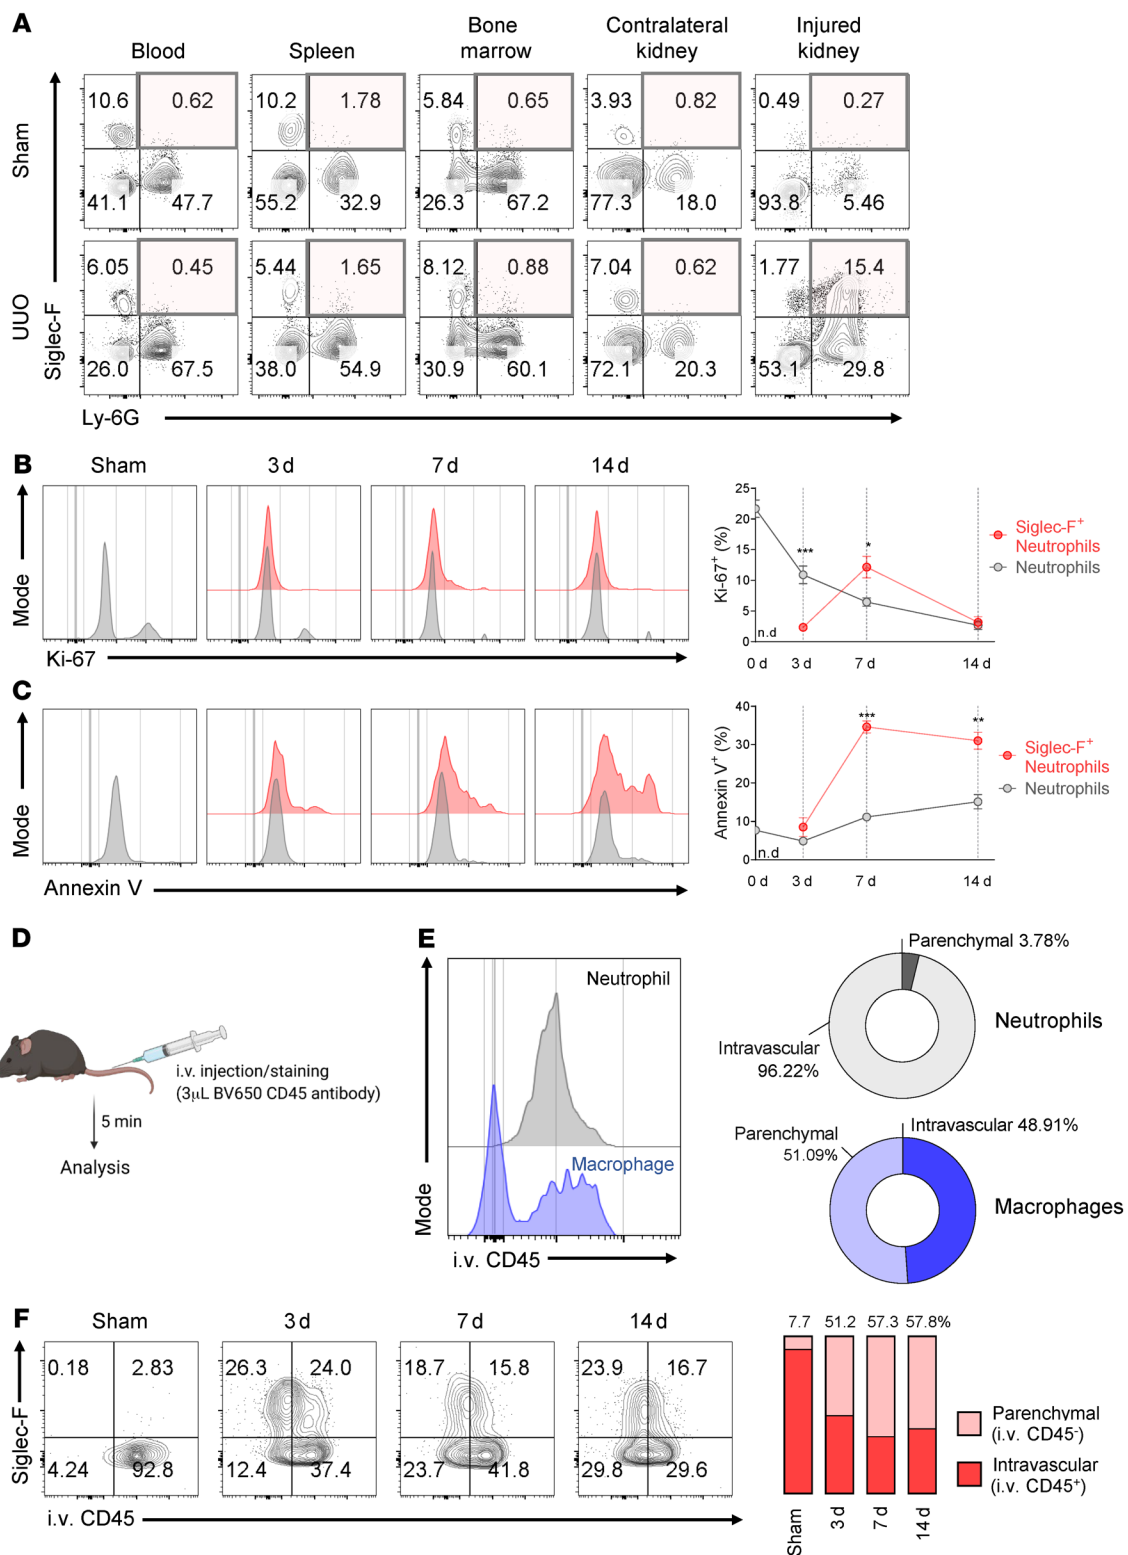 A
Blood
Spleen
Bone
marrow
Contralateral
kidney
Injured
kidney
Sham
10.6
0.62
41.1
47.7
10.2
1.78
55.2
32.9
5.84
0.65
26.3
67.2
3.93
0.82
77.3
18.0
0.49
0.27
93.8
5.46
UUO
6.05
0.45
26.0
67.5
5.44
1.65
38.0
54.9
8.12
0.88
30.9
60.1
7.04
0.62
72.1
20.3
1.77
15.4
53.1
29.8
Siglec-F
Ly-6G
B
Sham
3 d
7 d
14 d
Mode
Ki-67
Ki-67+ (%)
25
20
15
10
5
0
n.d
***
*
0 d
3 d
7 d
14 d
Siglec-F+
Neutrophils
Neutrophils
C
Mode
Annexin V
Annexin V+ (%)
40
30
20
10
0
n.d
***
**
0 d
3 d
7 d
14 d
Siglec-F+
Neutrophils
Neutrophils
D
i.v. injection/staining
(3μL BV650 CD45 antibody)
5 min
Analysis
E
Neutrophil
Macrophage
Mode
i.v. CD45
Parenchymal 3.78%
Intravascular
96.22%
Neutrophils
Parenchymal
51.09%
Intravascular 48.91%
Macrophages
F
Sham
3 d
7 d
14 d
0.18
2.83
4.24
92.8
26.3
24.0
12.4
37.4
18.7
15.8
23.7
41.8
23.9
16.7
29.8
29.6
Siglec-F
i.v. CD45
7.7
51.2
57.3
57.8%
Sham
3 d
7 d
14 d
Parenchymal
(i.v. CD45-)
Intravascular
(i.v. CD45+)